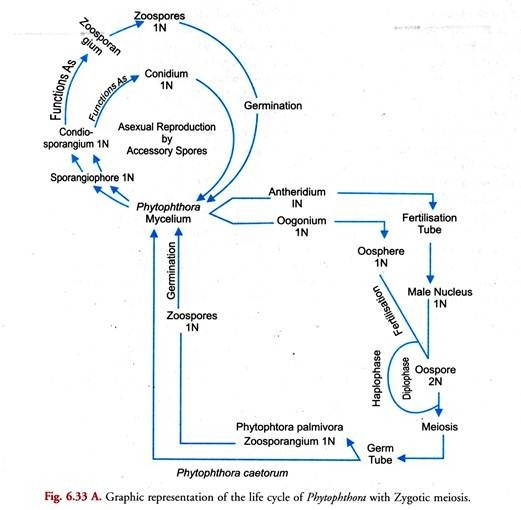 Zoospores
1N
Zoosporan
gium
Functions As
Conidium
1N
Functions As
Germination
Condio-
sporangium 1N
Asexual Reproduction
by
Accessory Spores
Sporangiophore 1N
Phytophthora
Mycelium
Antheridium
IN
Oogonium
1N
Fertilisation
Tube
Oosphere
1N
Germination
Male Nucleus
1N
Fertilisation
Zoospores
1N
Haplophase
Diplophase
Oospore
2N
Meiosis
Phytophtora palmivora
Zoosporangium 1N
Germ
Tube
Phytophthora caetorum
Fig. 6.33 A. Graphic representation of the life cycle of Phytophthora with Zygotic meiosis.